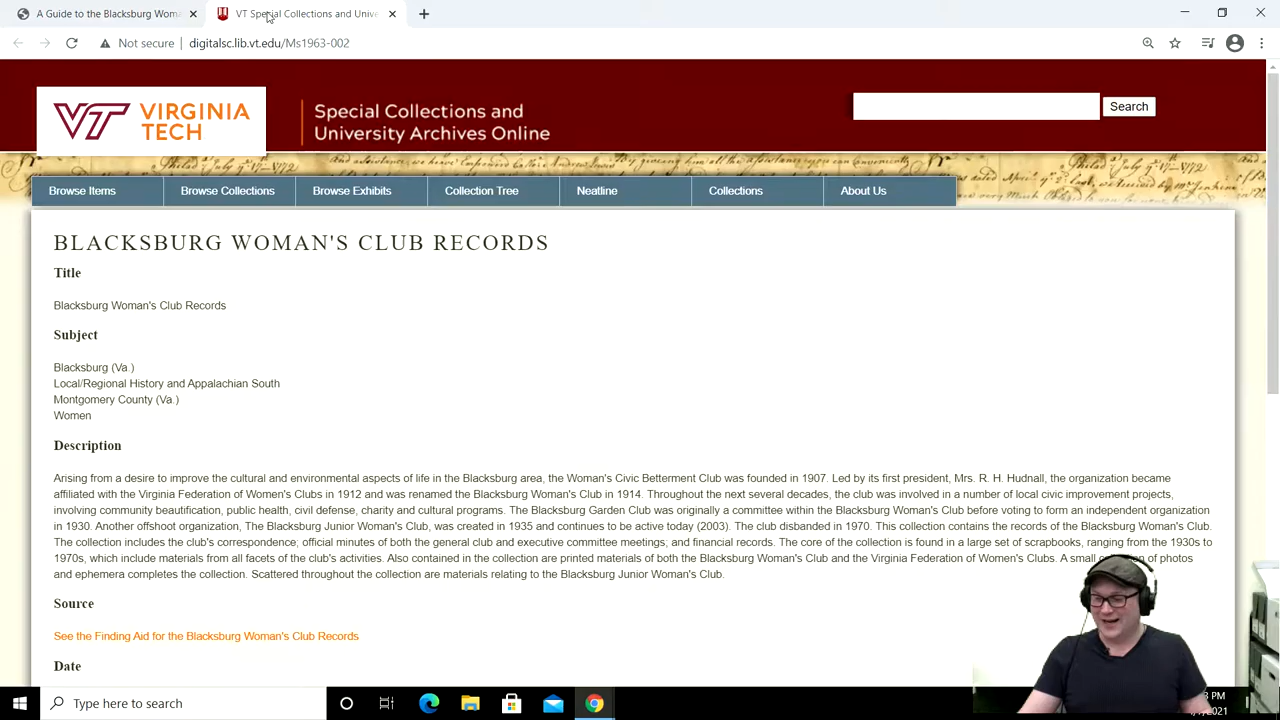 A Guide to the Blacksburg Wom
VT Special Collections and Unive
Not secure
digitalsc.lib.vt.edu/Ms1963-002
VT VIRGINIA TECH
Special Collections and
University Archives Online
Search
Browse Items
Browse Collections
Browse Exhibits
Collection Tree
Neatline
Collections
About Us
BLACKSBURG WOMAN'S CLUB RECORDS
Title
Blacksburg Woman's Club Records
Subject
Blacksburg (Va.)
Local/Regional History and Appalachian South
Montgomery County (Va.)
Women
Description
Arising from a desire to improve the cultural and environmental aspects of life in the Blacksburg area, the Woman's Civic Betterment Club was founded in 1907. Led by its first president, Mrs. R. H. Hudnall, the organization became
affiliated with the Virginia Federation of Women's Clubs in 1912 and was renamed the Blacksburg Woman's Club in 1914. Throughout the next several decades, the club was involved in a number of local civic improvement projects,
involving community beautification, public health, civil defense, charity and cultural programs. The Blacksburg Garden Club was originally a committee within the Blacksburg Woman's Club before voting to form an independent organization
in 1930. Another offshoot organization, The Blacksburg Junior Woman's Club, was created in 1935 and continues to be active today (2003). The club disbanded in 1970. This collection contains the records of the Blacksburg Woman's Club.
The collection includes the club's correspondence; official minutes of both the general club and executive committee meetings; and financial records. The core of the collection is found in a large set of scrapbooks, ranging from the 1930s to
1970s, which include materials from all facets of the club's activities. Also contained in the collection are printed materials of both the Blacksburg Woman's Club and the Virginia Federation of Women's Clubs. A small of photos
and ephemera completes the collection. Scattered throughout the collection are materials relating to the Blacksburg Junior Woman's Club.
Source
See the Finding Aid for the Blacksburg Woman's Club Records
Date
Type here to search
PM
2021